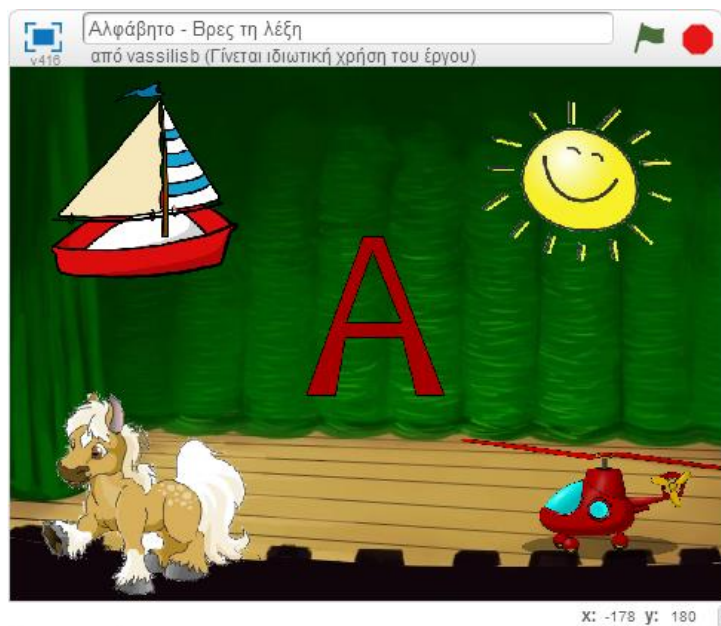 Αλφάβητο - Βρες τη λέξη
v416
από vassilisb (Γίνεται ιδιωτική χρήση του έργου)
Α
x: -178 y: 180